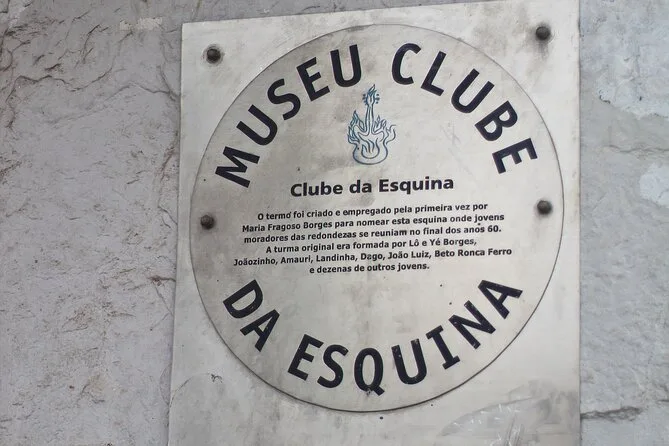 MUSEU CLUBE
Clube da Esquina
O termo foi criado e empregado pela primeira vez por
Maria Fragoso Borges para nomear esta esquina onde jovens
moradores das redondezas se reuniam no final dos anos 60.
A turma original era formada por Lô e Yé Borges,
Joãozinho, Amauri, Landinha, Dago, João Luiz, Beto Ronca Ferro
e dezenas de outros jovens.
DA ESQUINA